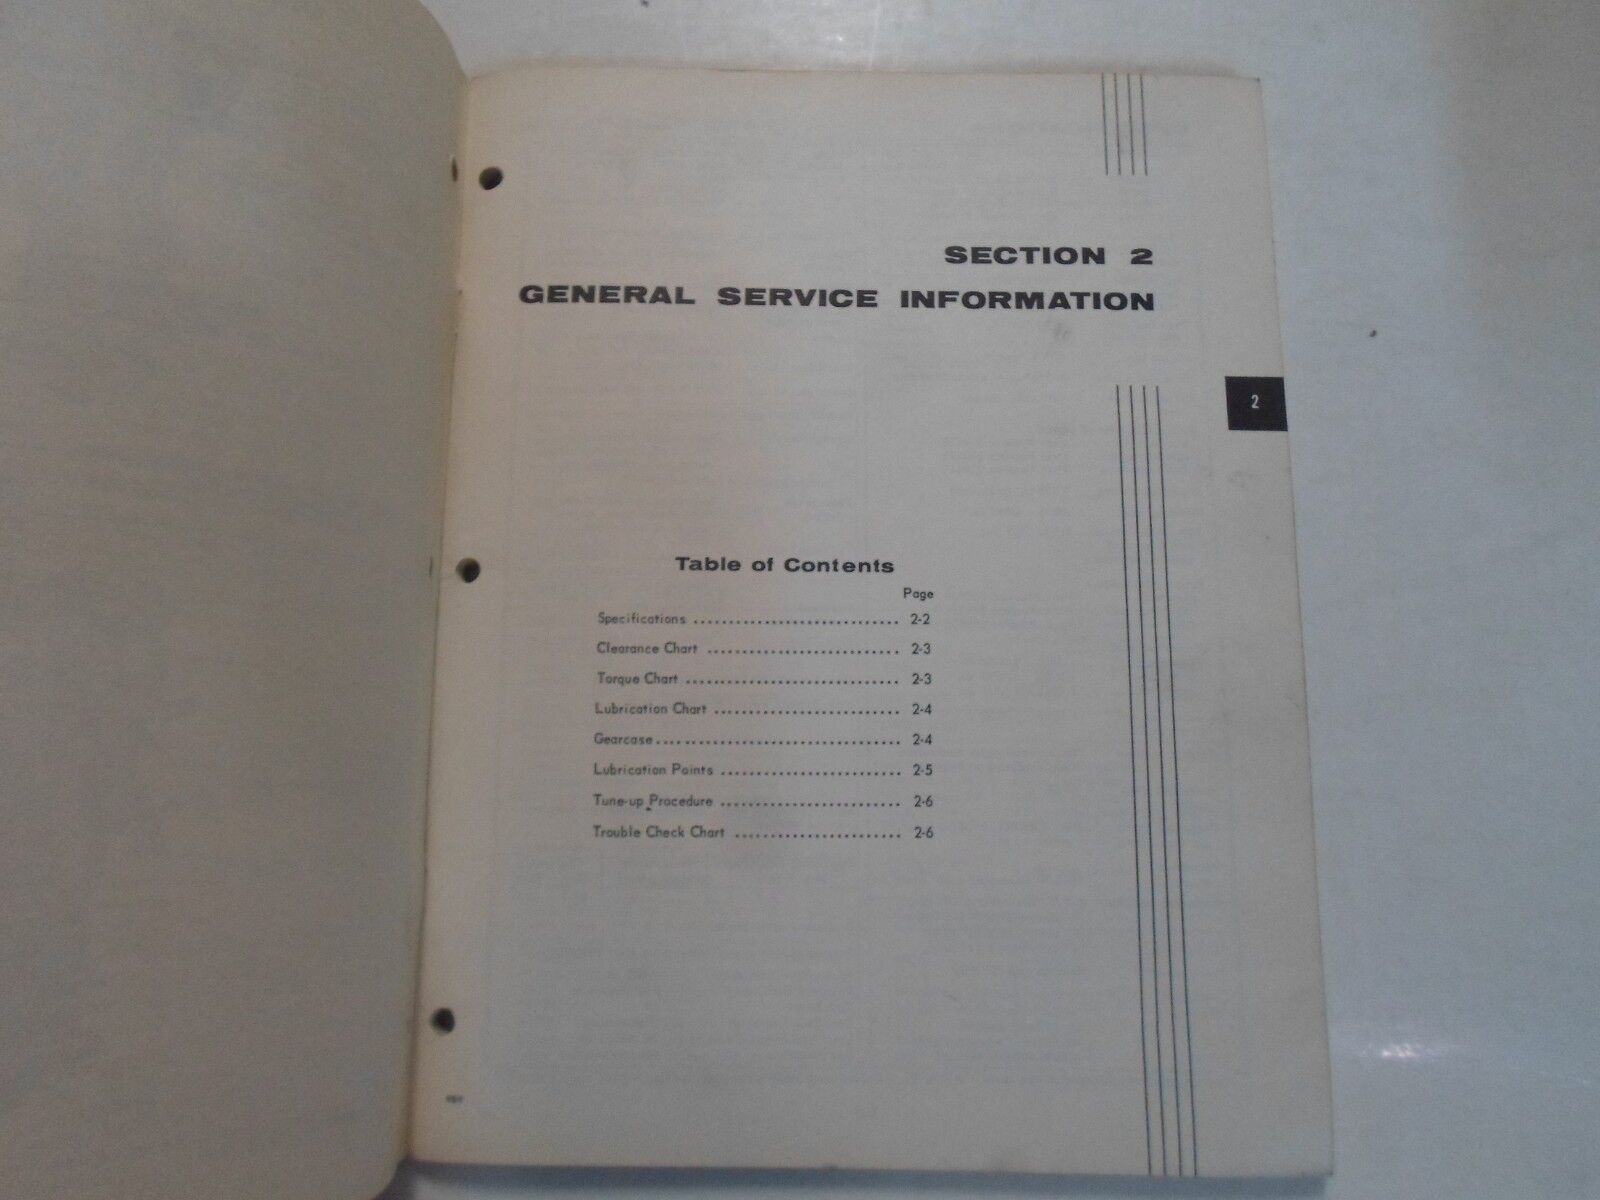 SECTION 2
GENERAL SERVICE INFORMATION
2
Table of Contents
Page
Specifications .............................. 2-2
Clearance Chart ............................ 2-3
Torque Chart ............................... 2-3
Lubrication Chart ........................... 2-4
Gearcase................................... 2-4
Lubrication Points .......................... 2-5
Tune-up Procedure .......................... 2-6
Trouble Check Chart ........................ 2-6